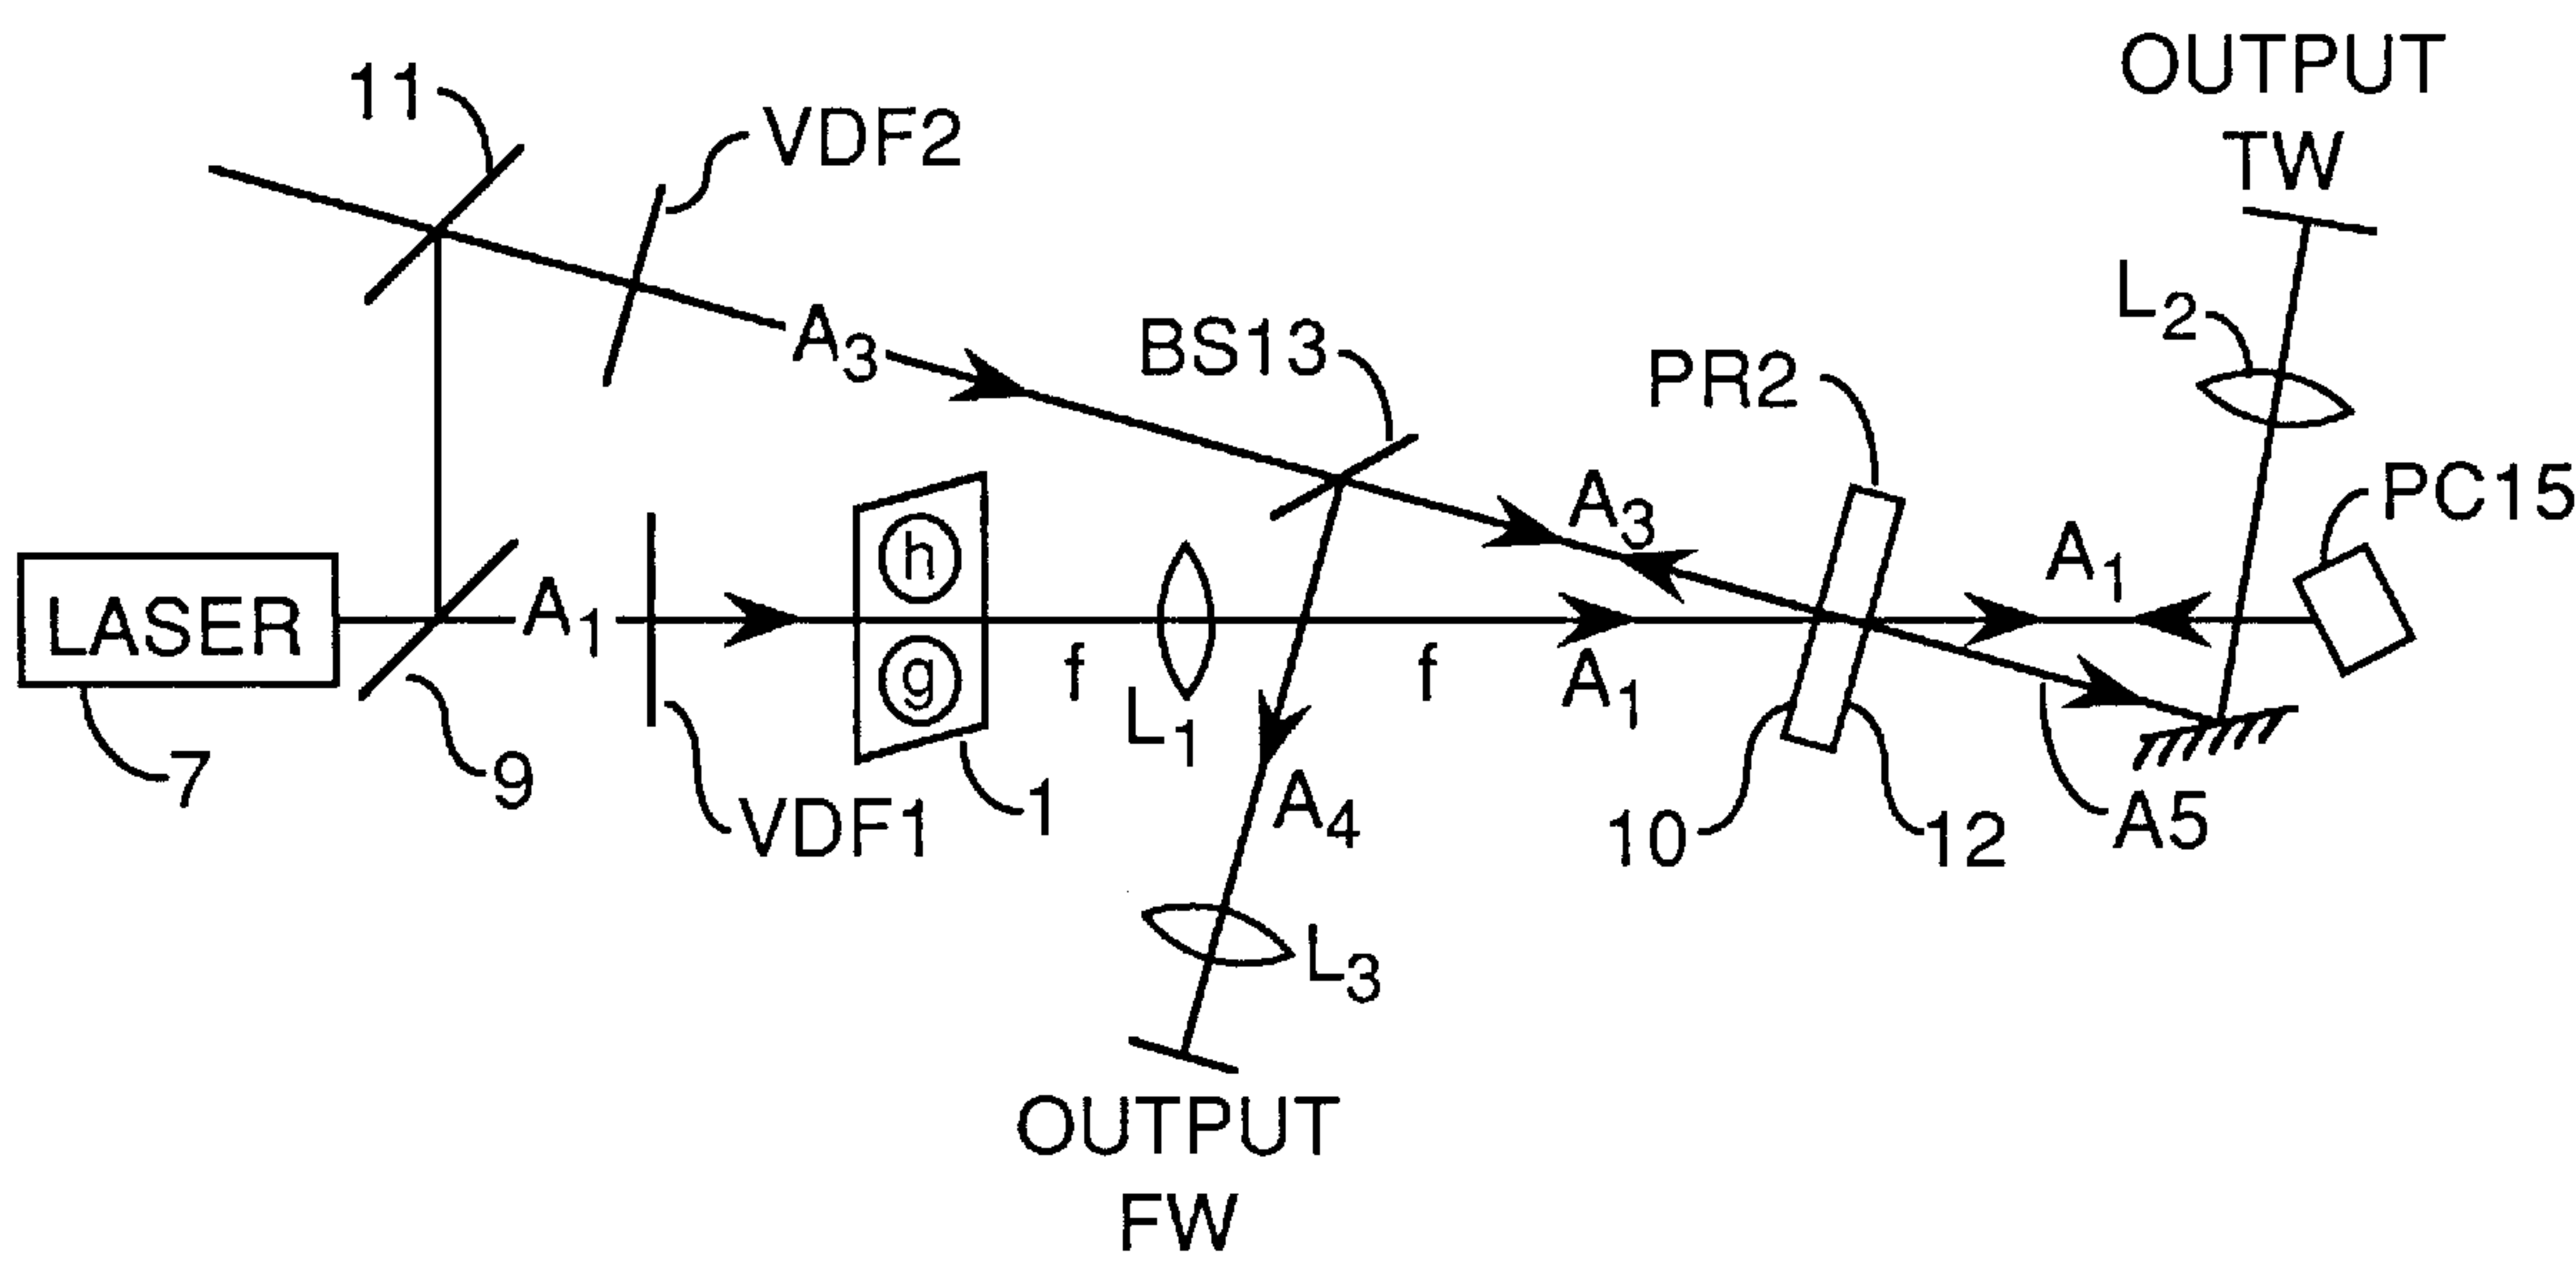 OUTPUT
TW
11
VDF2
L2
A3
BS13
PR2
PC15
A3
A1
h
LASER
A1
g
f
f
L1
A1
7
9
VDF1
1
A4
10
12
A5
L3
OUTPUT
FW